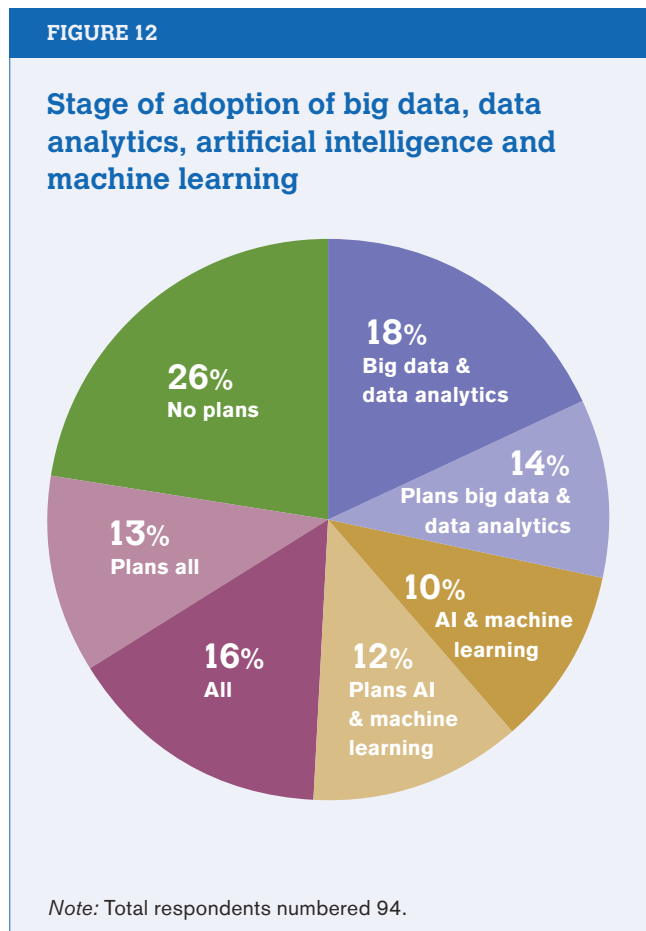 FIGURE 12
Stage of adoption of big data, data
analytics, artificial intelligence and
machine learning
18%
Big data &
data analytics
14%
Plans big data &
data analytics
10%
AI & machine
learning
12%
Plans AI
& machine
learning
16%
All
13%
Plans all
26%
No plans
Note: Total respondents numbered 94.